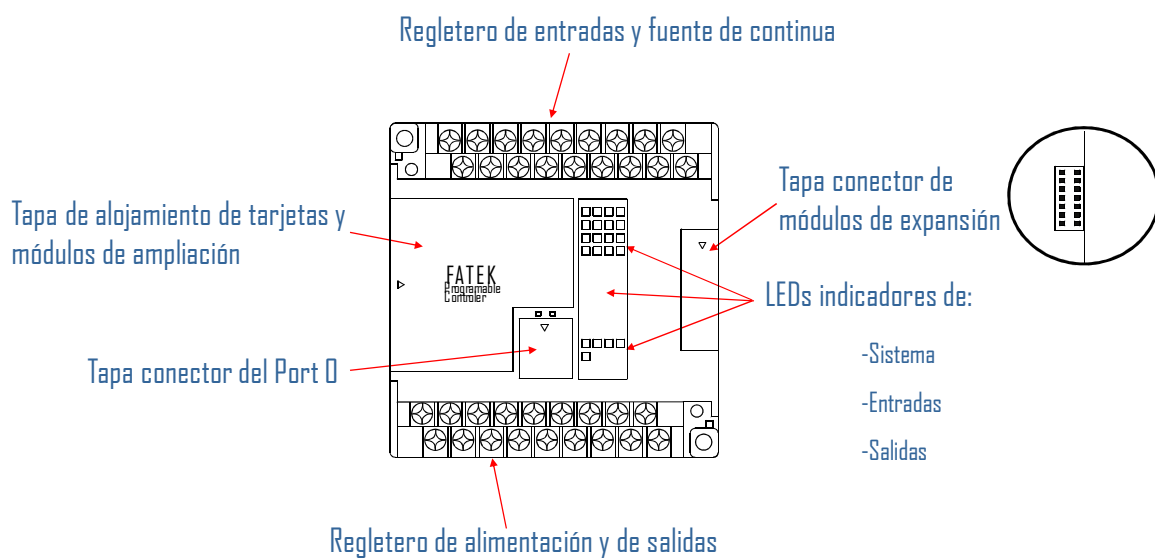 Regletero de entradas y fuente de continua
Tapa conector de
módulos de expansión
Tapa de alojamiento de tarjetas y
módulos de ampliación
FATEK
Programable
Controler
LEDs indicadores de:
-Sistema
Tapa conector del Port 0
-Entradas
-Salidas
Regletero de alimentación y de salidas